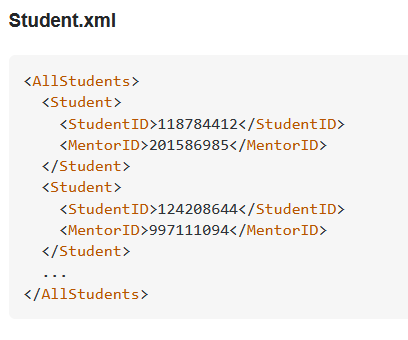 Student.xml
<AllStudents>
  <Student>
    <StudentID>118784412</StudentID>
    <MentorID>201586985</MentorID>
  </Student>
  <Student>
    <StudentID>124208644</StudentID>
    <MentorID>997111094</MentorID>
  </Student>
  ...
</AllStudents>